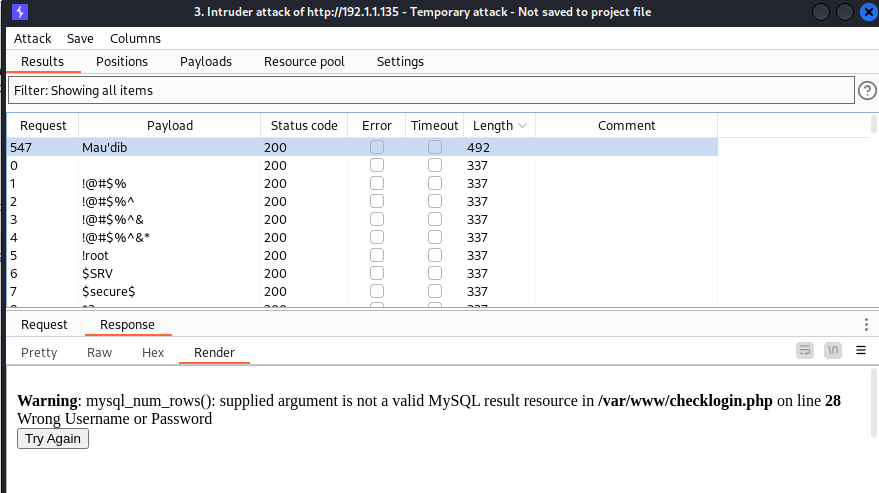 3. Intruder attack of http://192.1.1.135 - Temporary attack - Not saved to project file
Attack Save Columns
Results Positions Payloads Resource pool Settings
Filter: Showing all items
Request Payload Status code Error Timeout Length Comment
547 Mau'dib 200 492
0 200 337
1 !@#$% 200 337
2 !@#$%^ 200 337
3 !@#$%^& 200 337
4 !@#$%^&* 200 337
5 !root 200 337
6 $SRV 200 337
7 $secure$ 200 337
Request Response
Pretty Raw Hex Render \n
Warning: mysql_num_rows(): supplied argument is not a valid MySQL result resource in /var/www/checklogin.php on line 28
Wrong Username or Password
Try Again